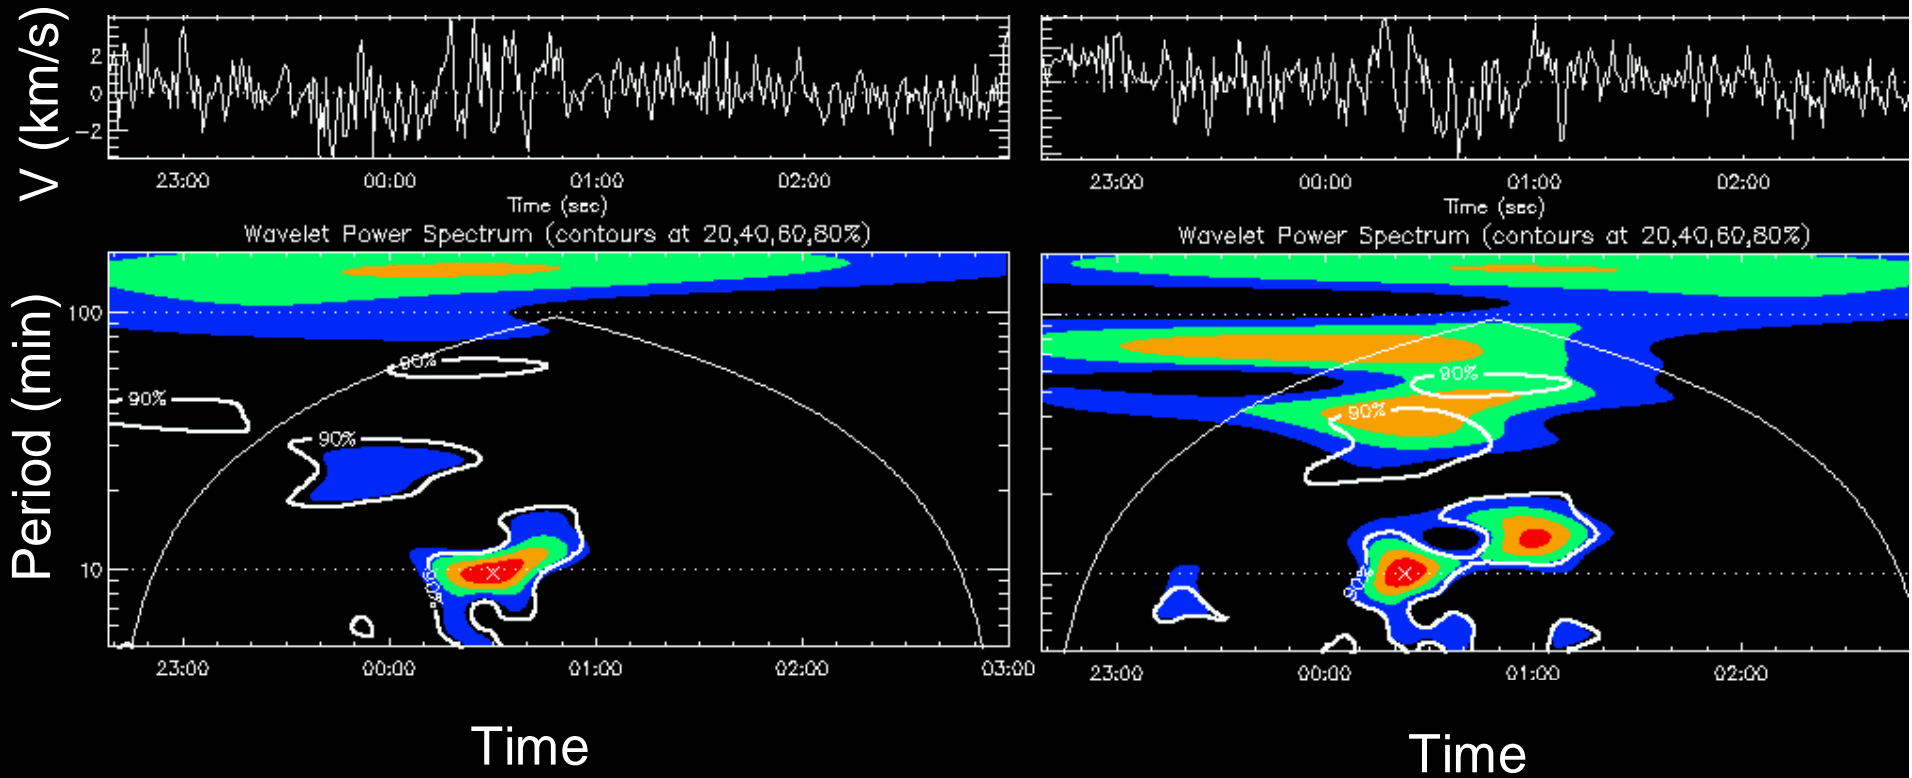 V (km/s)
2
0
-2
23:00 00:00 01:00 02:00
Time (sec)
Wavelet Power Spectrum (contours at 20,40,60,80%)
Period (min)
100
10
90%
90%
90%
90%
23:00 00:00 01:00 02:00 03:00
Time
23:00 00:00 01:00 02:00
Time (sec)
Wavelet Power Spectrum (contours at 20,40,60,80%)
90%
90%
90%
23:00 00:00 01:00 02:00
Time